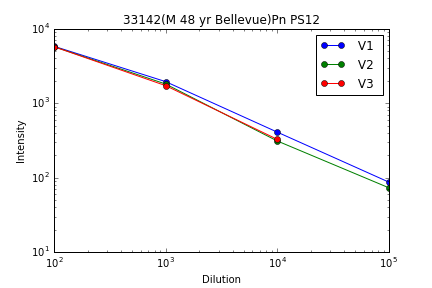 33142(M 48 yr Bellevue)Pn PS12
10⁴
10³
10²
10¹
Intensity
V1
V2
V3
10² 10³ 10⁴ 10⁵
Dilution